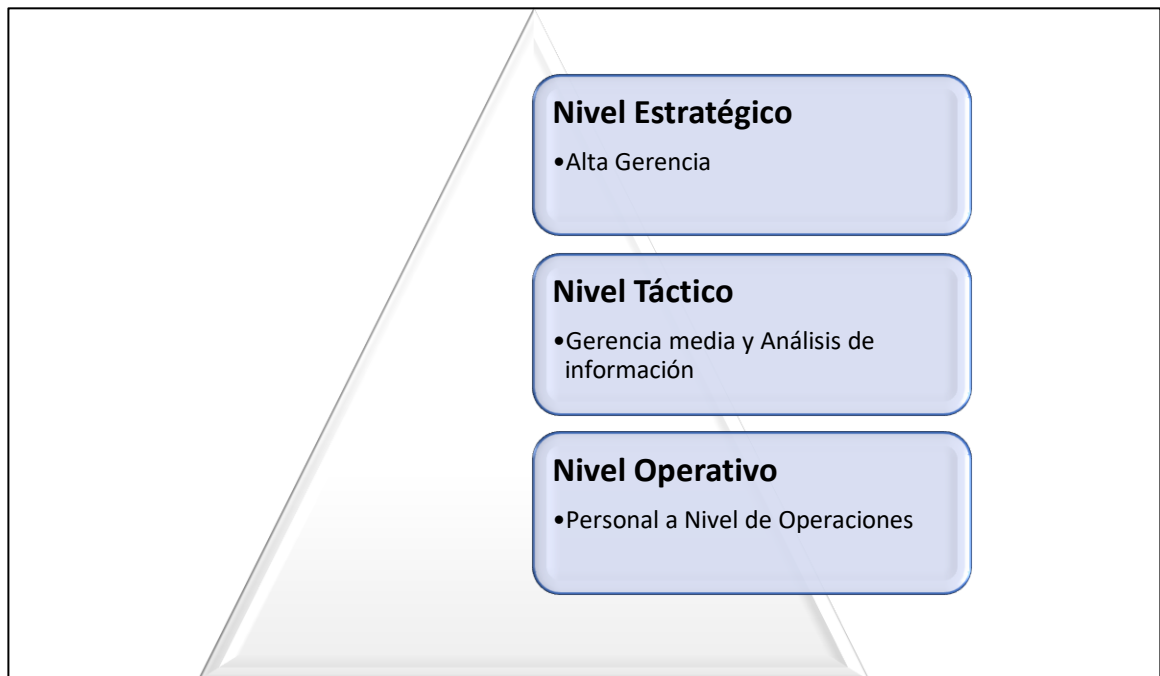 Nivel Estratégico
•Alta Gerencia
Nivel Táctico
•Gerencia media y Análisis de
información
Nivel Operativo
•Personal a Nivel de Operaciones